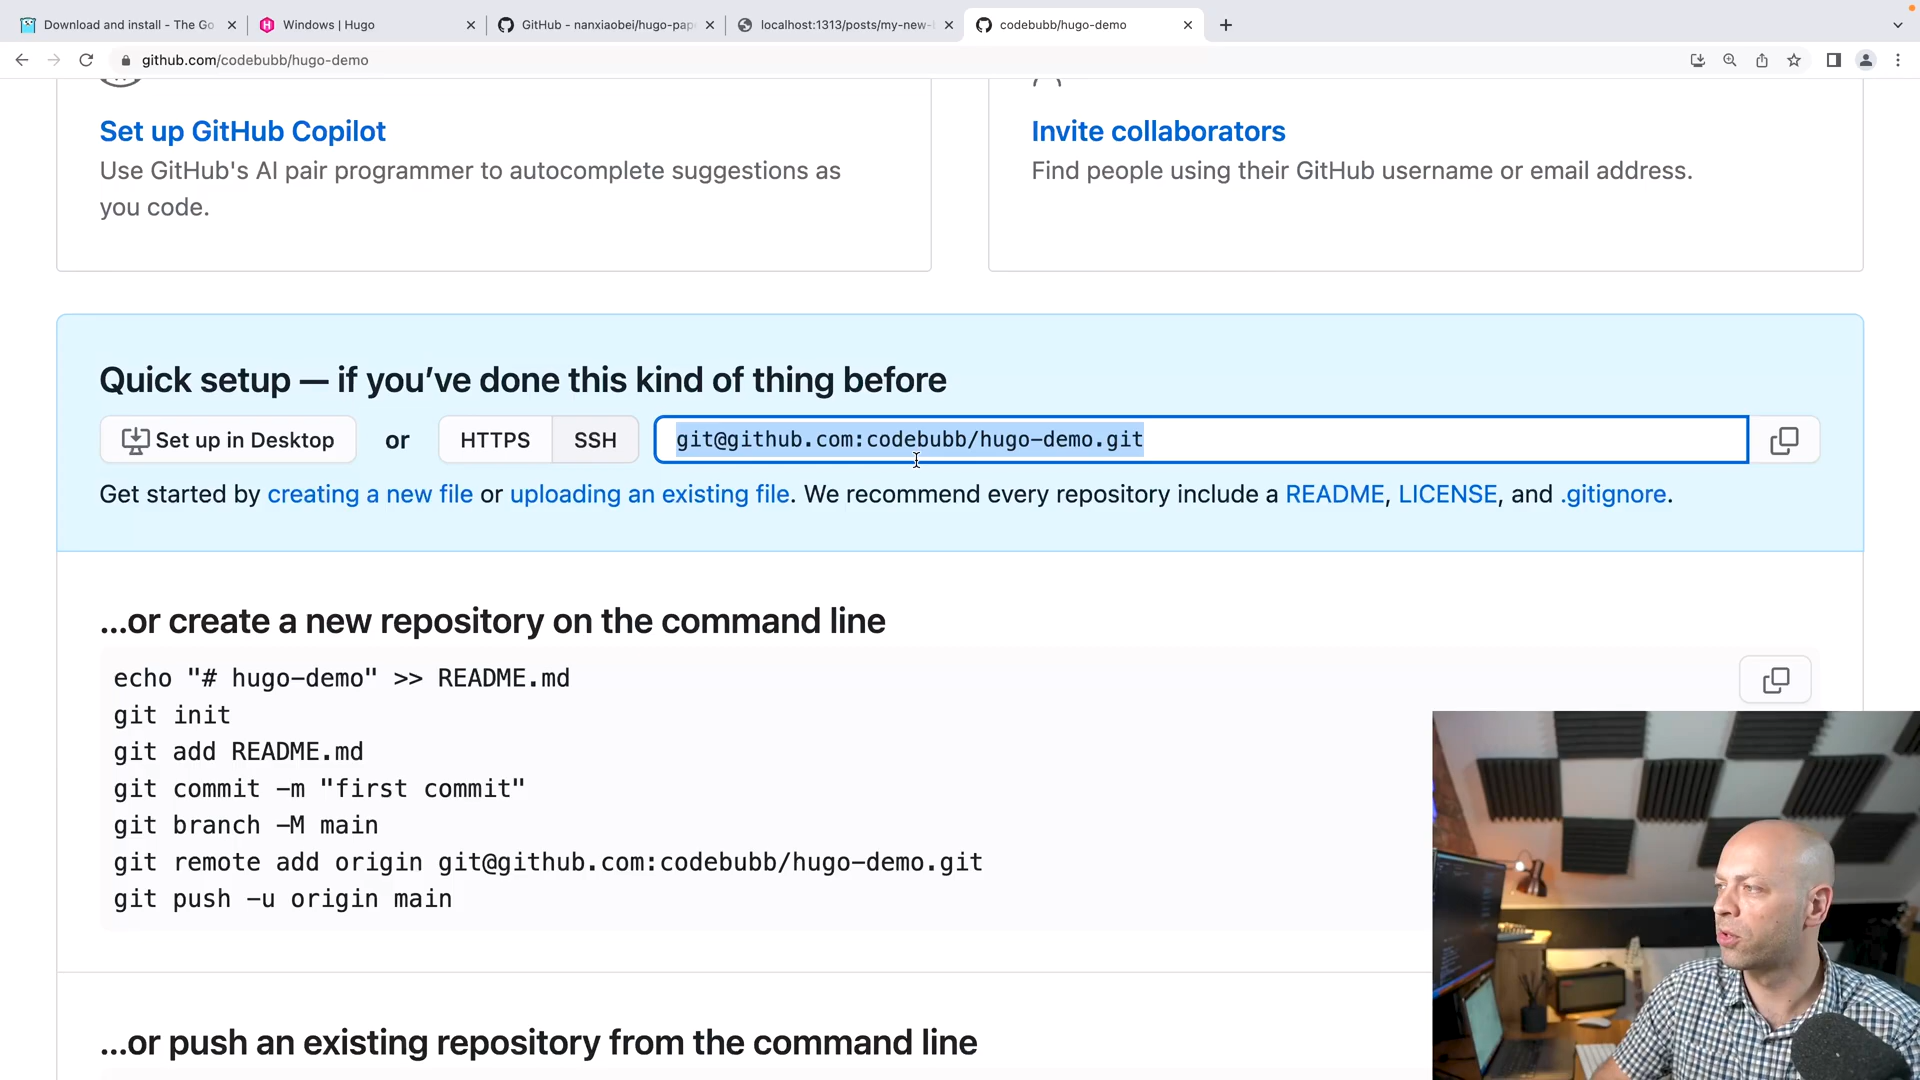 Download and install - The Go
Windows | Hugo
GitHub - nanxiaobei/hugo-pap
localhost:1313/posts/my-new-
codebubb/hugo-demo
github.com/codebubb/hugo-demo
Set up GitHub Copilot
Use GitHub's AI pair programmer to autocomplete suggestions as
you code.
Invite collaborators
Find people using their GitHub username or email address.
Quick setup — if you’ve done this kind of thing before
Set up in Desktop or HTTPS SSH git@github.com:codebubb/hugo-demo.git
Get started by creating a new file or uploading an existing file. We recommend every repository include a README, LICENSE, and .gitignore.
...or create a new repository on the command line
echo "# hugo-demo" >> README.md
git init
git add README.md
git commit -m "first commit"
git branch -M main
git remote add origin git@github.com:codebubb/hugo-demo.git
git push -u origin main
...or push an existing repository from the command line